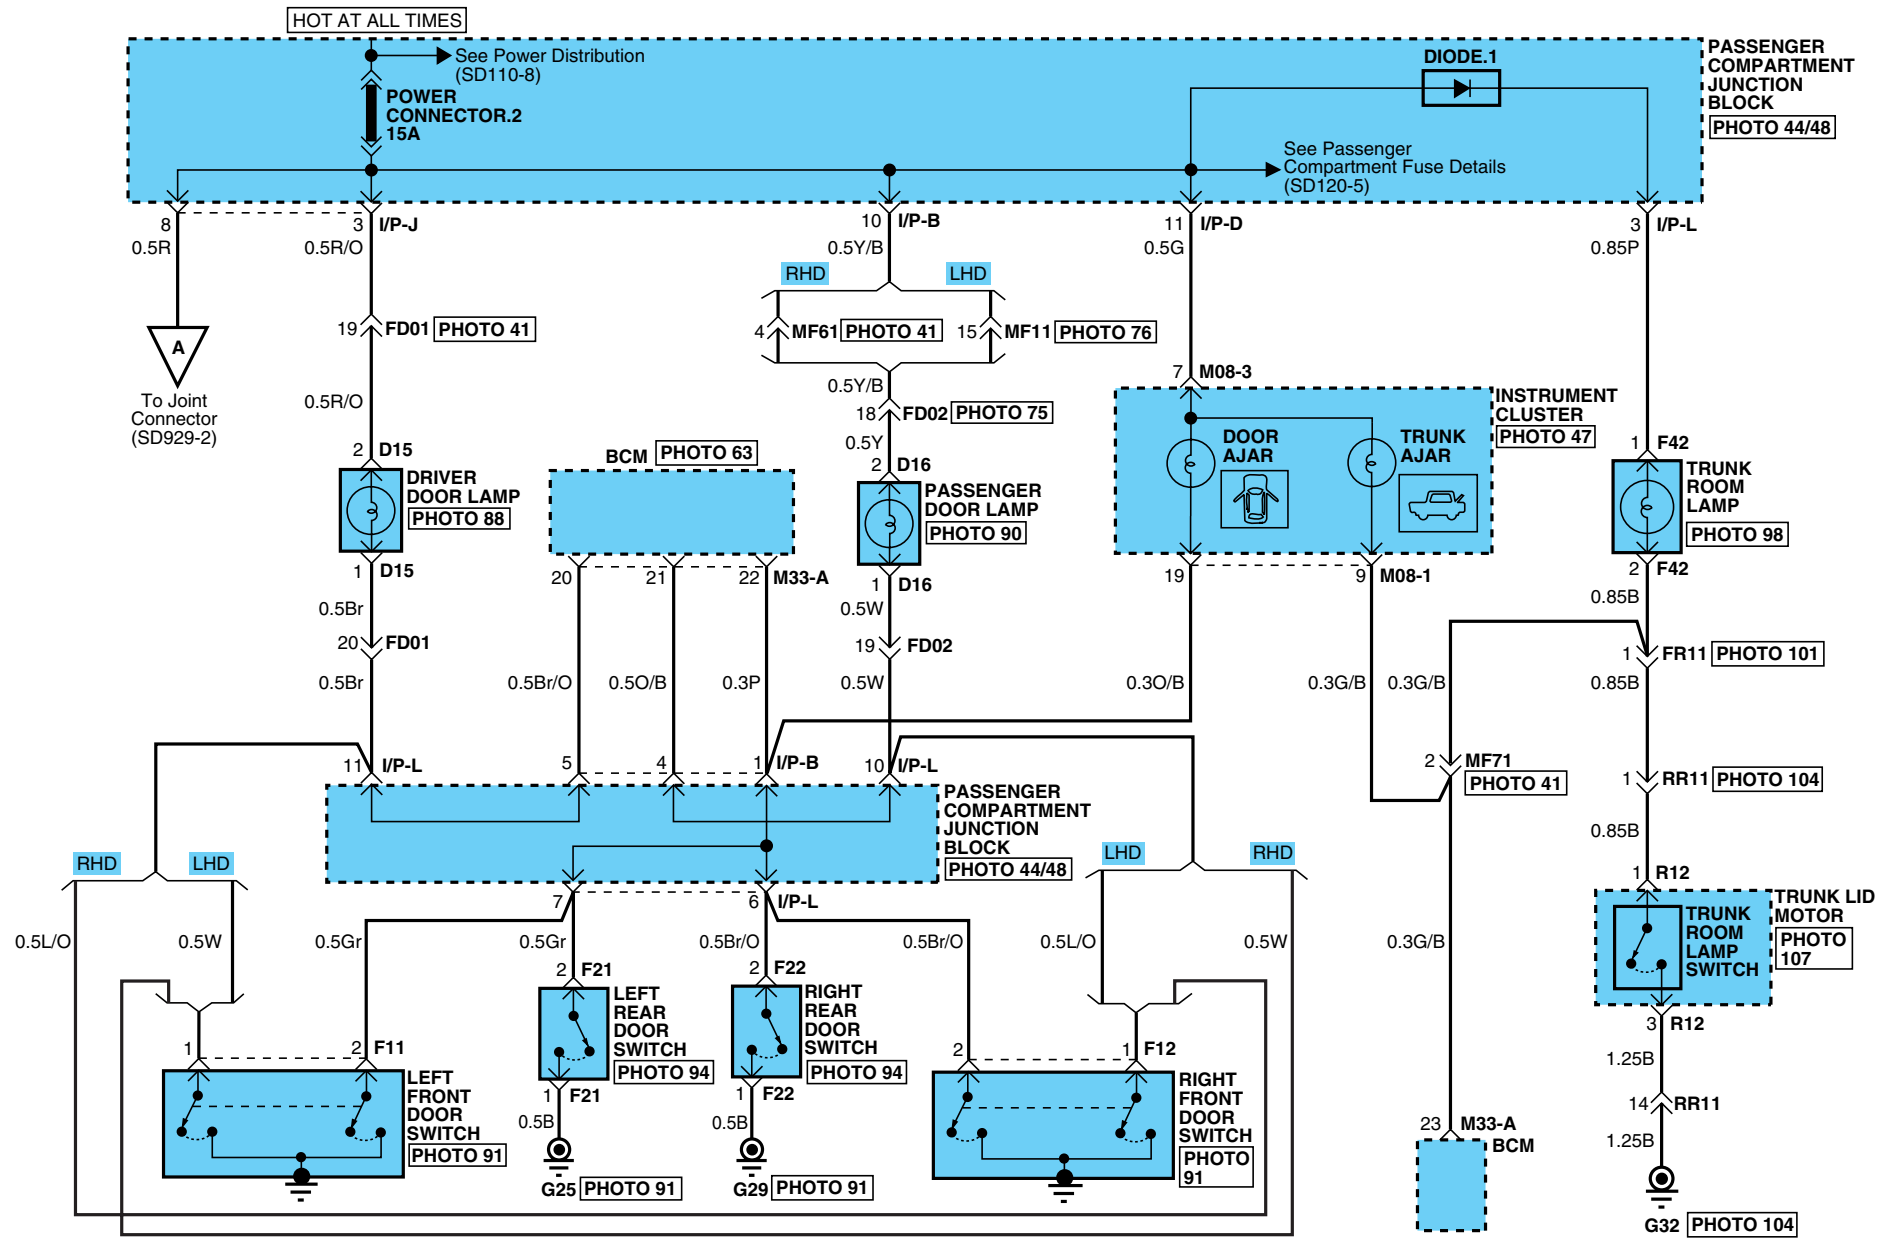 HOT AT ALL TIMES
See Power Distribution
(SD110-8)
POWER
CONNECTOR.2
15A
DIODE.1
See Passenger
Compartment Fuse Details
(SD120-5)
PASSENGER
COMPARTMENT
JUNCTION
BLOCK
PHOTO 44/48
8
3 I/P-J
10 I/P-B
11 I/P-D
3 I/P-L
0.5R
0.5R/O
0.5Y/B
0.5G
0.85P
RHD
LHD
A
To Joint
Connector
(SD929-2)
19 FD01 PHOTO 41
4 MF61 PHOTO 41
15 MF11 PHOTO 76
0.5R/O
0.5Y/B
18 FD02 PHOTO 75
0.5Y
7 M08-3
INSTRUMENT
CLUSTER
PHOTO 47
DOOR
AJAR
TRUNK
AJAR
2 D15
DRIVER
DOOR LAMP
PHOTO 88
1 D15
BCM PHOTO 63
2 D16
PASSENGER
DOOR LAMP
PHOTO 90
1 D16
1 F42
TRUNK
ROOM
LAMP
PHOTO 98
2 F42
20
21
22 M33-A
19
9 M08-1
0.5Br
0.5W
0.85B
20 FD01
19 FD02
1 FR11 PHOTO 101
0.5Br
0.5Br/O
0.5O/B
0.3P
0.5W
0.3O/B
0.3G/B
0.3G/B
0.85B
11 I/P-L
5
4
1 I/P-B
10 I/P-L
2 MF71
PHOTO 41
1 RR11 PHOTO 104
PASSENGER
COMPARTMENT
JUNCTION
BLOCK
PHOTO 44/48
0.85B
RHD
LHD
LHD
RHD
7
6 I/P-L
1 R12
TRUNK LID
MOTOR
PHOTO
107
TRUNK
ROOM
LAMP
SWITCH
0.5L/O
0.5W
0.5Gr
0.5Gr
0.5Br/O
0.5Br/O
0.5L/O
0.5W
0.3G/B
2 F21
LEFT
REAR
DOOR
SWITCH
PHOTO 94
1 F21
2 F22
RIGHT
REAR
DOOR
SWITCH
PHOTO 94
1 F22
3 R12
1.25B
1
2 F11
LEFT
FRONT
DOOR
SWITCH
PHOTO 91
2
1 F12
RIGHT
FRONT
DOOR
SWITCH
PHOTO
91
0.5B
0.5B
14 RR11
23 M33-A
BCM
1.25B
G25 PHOTO 91
G29 PHOTO 91
G32 PHOTO 104